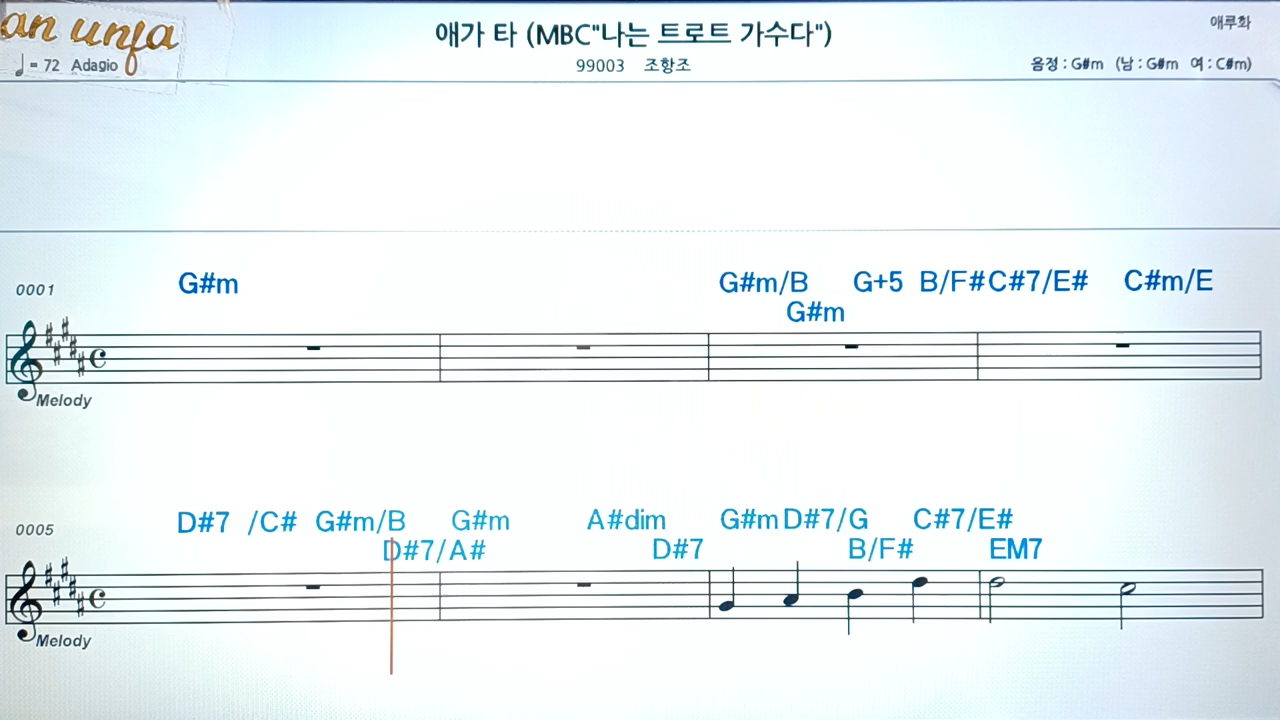 an unfa
애가 타 (MBC"나는 트로트 가수다")
애루화
= 72 Adagio
99003 조항조
음정 : G#m (남 : G#m 여 : C#m)
G#m G#m/B G+5 B/F# C#7/E# C#m/E
0001
G#m
Melody
D#7 /C# G#m/B G#m A#dim G#m D#7/G C#7/E#
0005
D#7/A# D#7 B/F# EM7
Melody